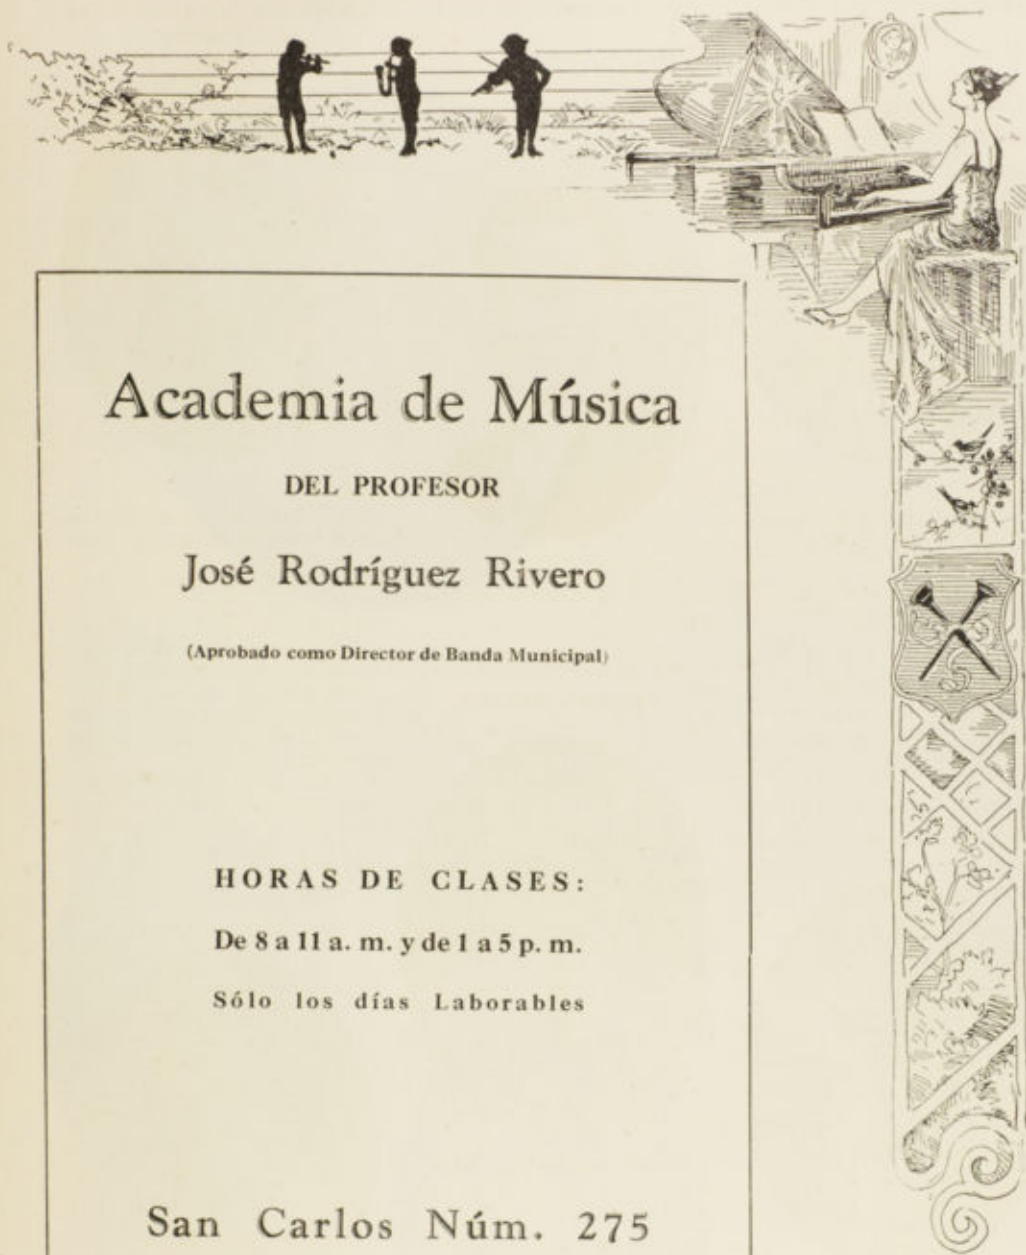 Academia de Música
DEL PROFESOR
José Rodríguez Rivero
(Aprobado como Director de Banda Municipal)
HORAS DE CLASES:
De 8 a 11 a. m. y de 1 a 5 p. m.
Sólo los días Laborables
San Carlos Núm. 275